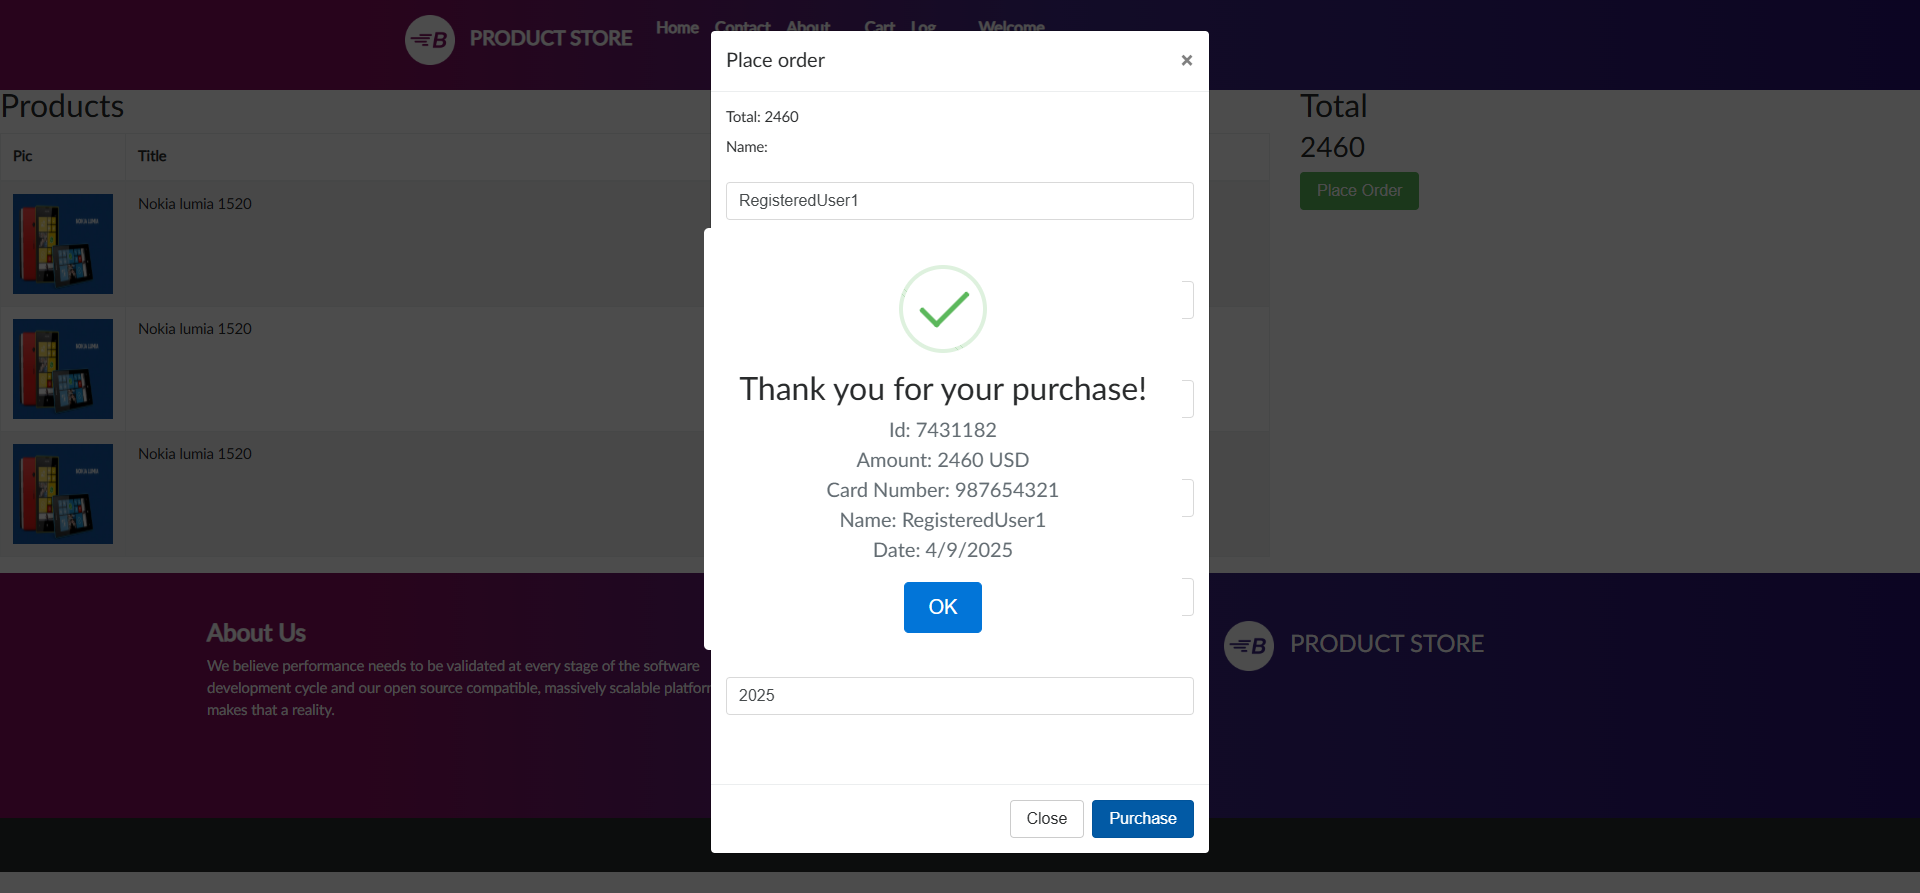 PRODUCT STORE
Home
Contact
About
Cart
Log
Welcome
Place order
×
Products
Total: 2460
Name:
Total
2460
Place Order
Pic
Title
RegisteredUser1
Nokia lumia 1520
Nokia lumia 1520
Nokia lumia 1520
Thank you for your purchase!
Id: 7431182
Amount: 2460 USD
Card Number: 987654321
Name: RegisteredUser1
Date: 4/9/2025
OK
About Us
We believe performance needs to be validated at every stage of the software
development cycle and our open source compatible, massively scalable platform
makes that a reality.
B PRODUCT STORE
2025
Close
Purchase